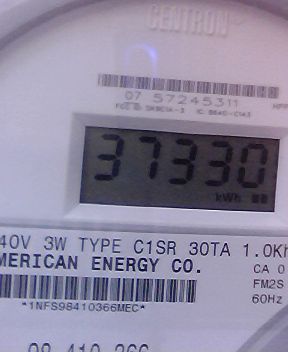 CENTRON
07 57245311
37330
kWh
40V 3W TYPE C1SR 30TA 1.0Kh
MERICAN ENERGY CO.
CA 0
FM2S
60Hz
*1NFS98410366MEC*